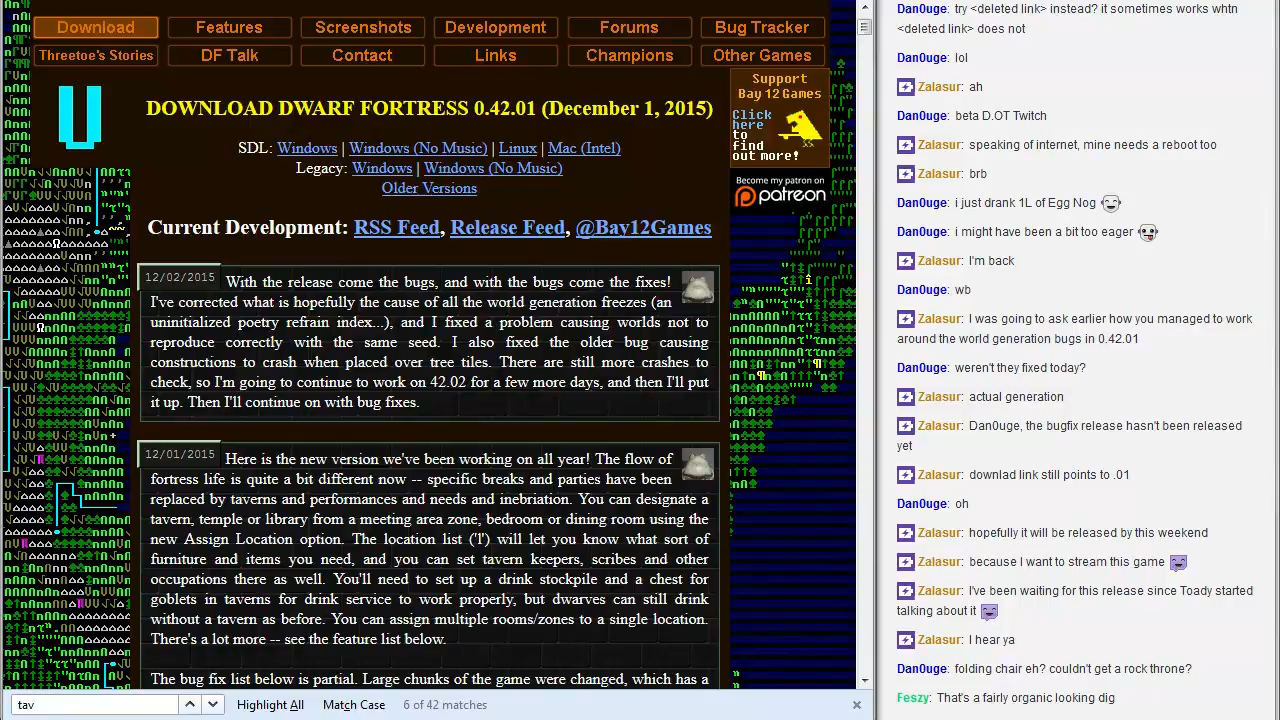 Download
Features
Screenshots
Development
Forums
Bug Tracker
Threetoe's Stories
DF Talk
Contact
Links
Champions
Other Games
Support
Bay 12 Games
Click
here
to
find
out more!
Become my patron on
patreon
DOWNLOAD DWARF FORTRESS 0.42.01 (December 1, 2015)
SDL: Windows | Windows (No Music) | Linux | Mac (Intel)
Legacy: Windows | Windows (No Music)
Older Versions
Current Development: RSS Feed, Release Feed, @Bay12Games
12/02/2015
With the release come the bugs, and with the bugs come the fixes!
I've corrected what is hopefully the cause of all the world generation freezes (an
uninitialized poetry refrain index...), and I fixed a problem causing worlds not to
reproduce correctly with the same seed. I also fixed the older bug causing
constructions to crash when placed over some tiles. There are still more crashes to
check, so I'm going to continue to work on 42.02 for a few more days, and then I'll put
it up. Then I'll continue on with bug fixes.
12/01/2015
Here is the new version we've been working on all year! The flow of
fortress mode is quite a bit different now -- specific breaks and parties have been
replaced by taverns and performances and needs and inebriation. You can designate a
tavern, temple or library from a meeting area zone, bedroom or dining room using the
new Assign Location option. The location list (l) will let you know what sort of
furniture and items you need, and you can set tavern keepers, scribes and other
occupations there as well. You'll need to set up a drink stockpile and a chest for
goblets in taverns for drink service to work properly, but dwarves can still drink
without a tavern as before. You can assign multiple rooms/zones to a single location.
There's a lot more -- see the feature list below.
The bug fix list below is partial. Large chunks of the game were changed, which has a
tav
Highlight All
Match Case
6 of 42 matches
Dan0uge: try <deleted link> instead? it sometimes works whtn
<deleted link> does not
Dan0uge: lol
Zalasur: ah
Dan0uge: beta D.OT Twitch
Zalasur: speaking of internet, mine needs a reboot too
Zalasur: brb
Dan0uge: i just drank 1L of Egg Nog
Dan0uge: i might have been a bit too eager
Zalasur: I'm back
Dan0uge: wb
Zalasur: I was going to ask earlier how you managed to work
around the world generation bugs in 0.42.01
Dan0uge: weren't they fixed today?
Zalasur: actual generation
Zalasur: Dan0uge, the bugfix release hasn't been released
yet
Zalasur: downlad link still points to .01
Dan0uge: oh
Zalasur: hopefully it will be released by this weekend
Zalasur: because I want to stream this game
Zalasur: I've been waiting for this release since Toady started
talking about it
Zalasur: I hear ya
Dan0uge: folding chair eh? couldn't get a rock throne?
Feszy: That's a fairly organic looking dig